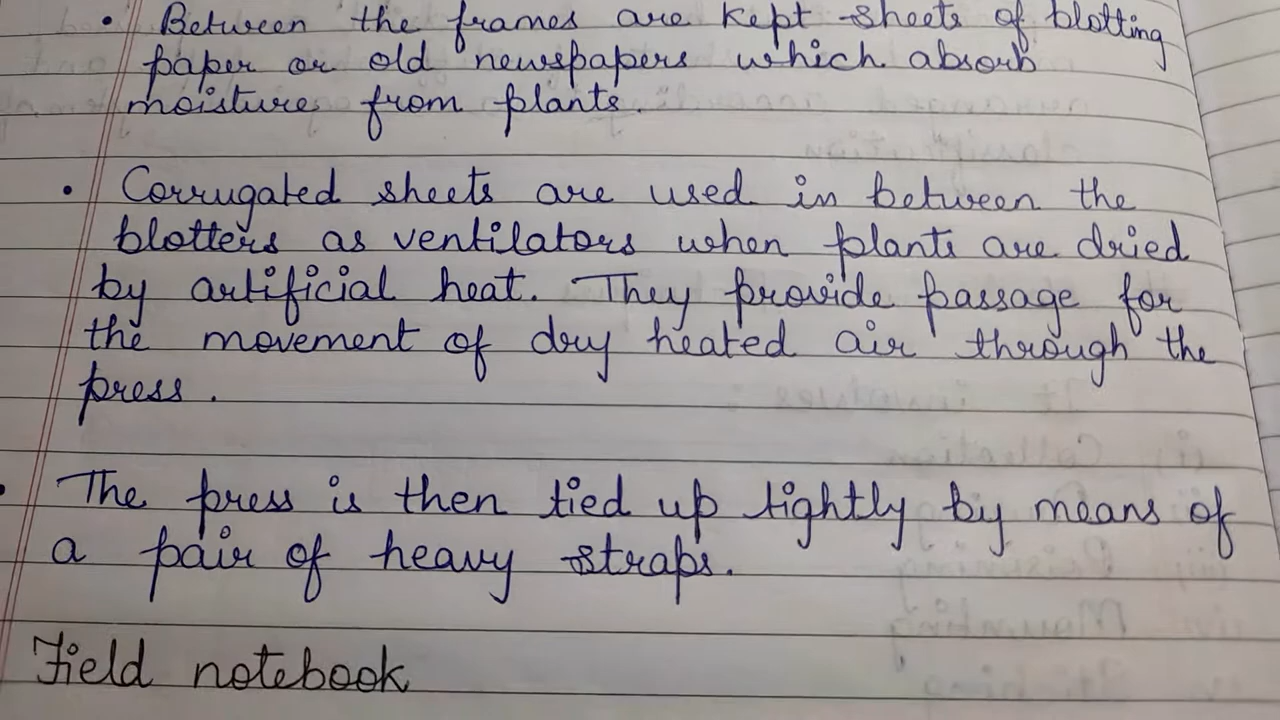 • Between the frames are kept sheets of blotting
paper or old newspapers which absorb
moisture from plants.
• Corrugated sheets are used in between the
blotters as ventilators when plants are dried
by artificial heat. They provide passage for
the movement of dry heated air through the
press.
• The press is then tied up tightly by means of
a pair of heavy straps.
Field notebook